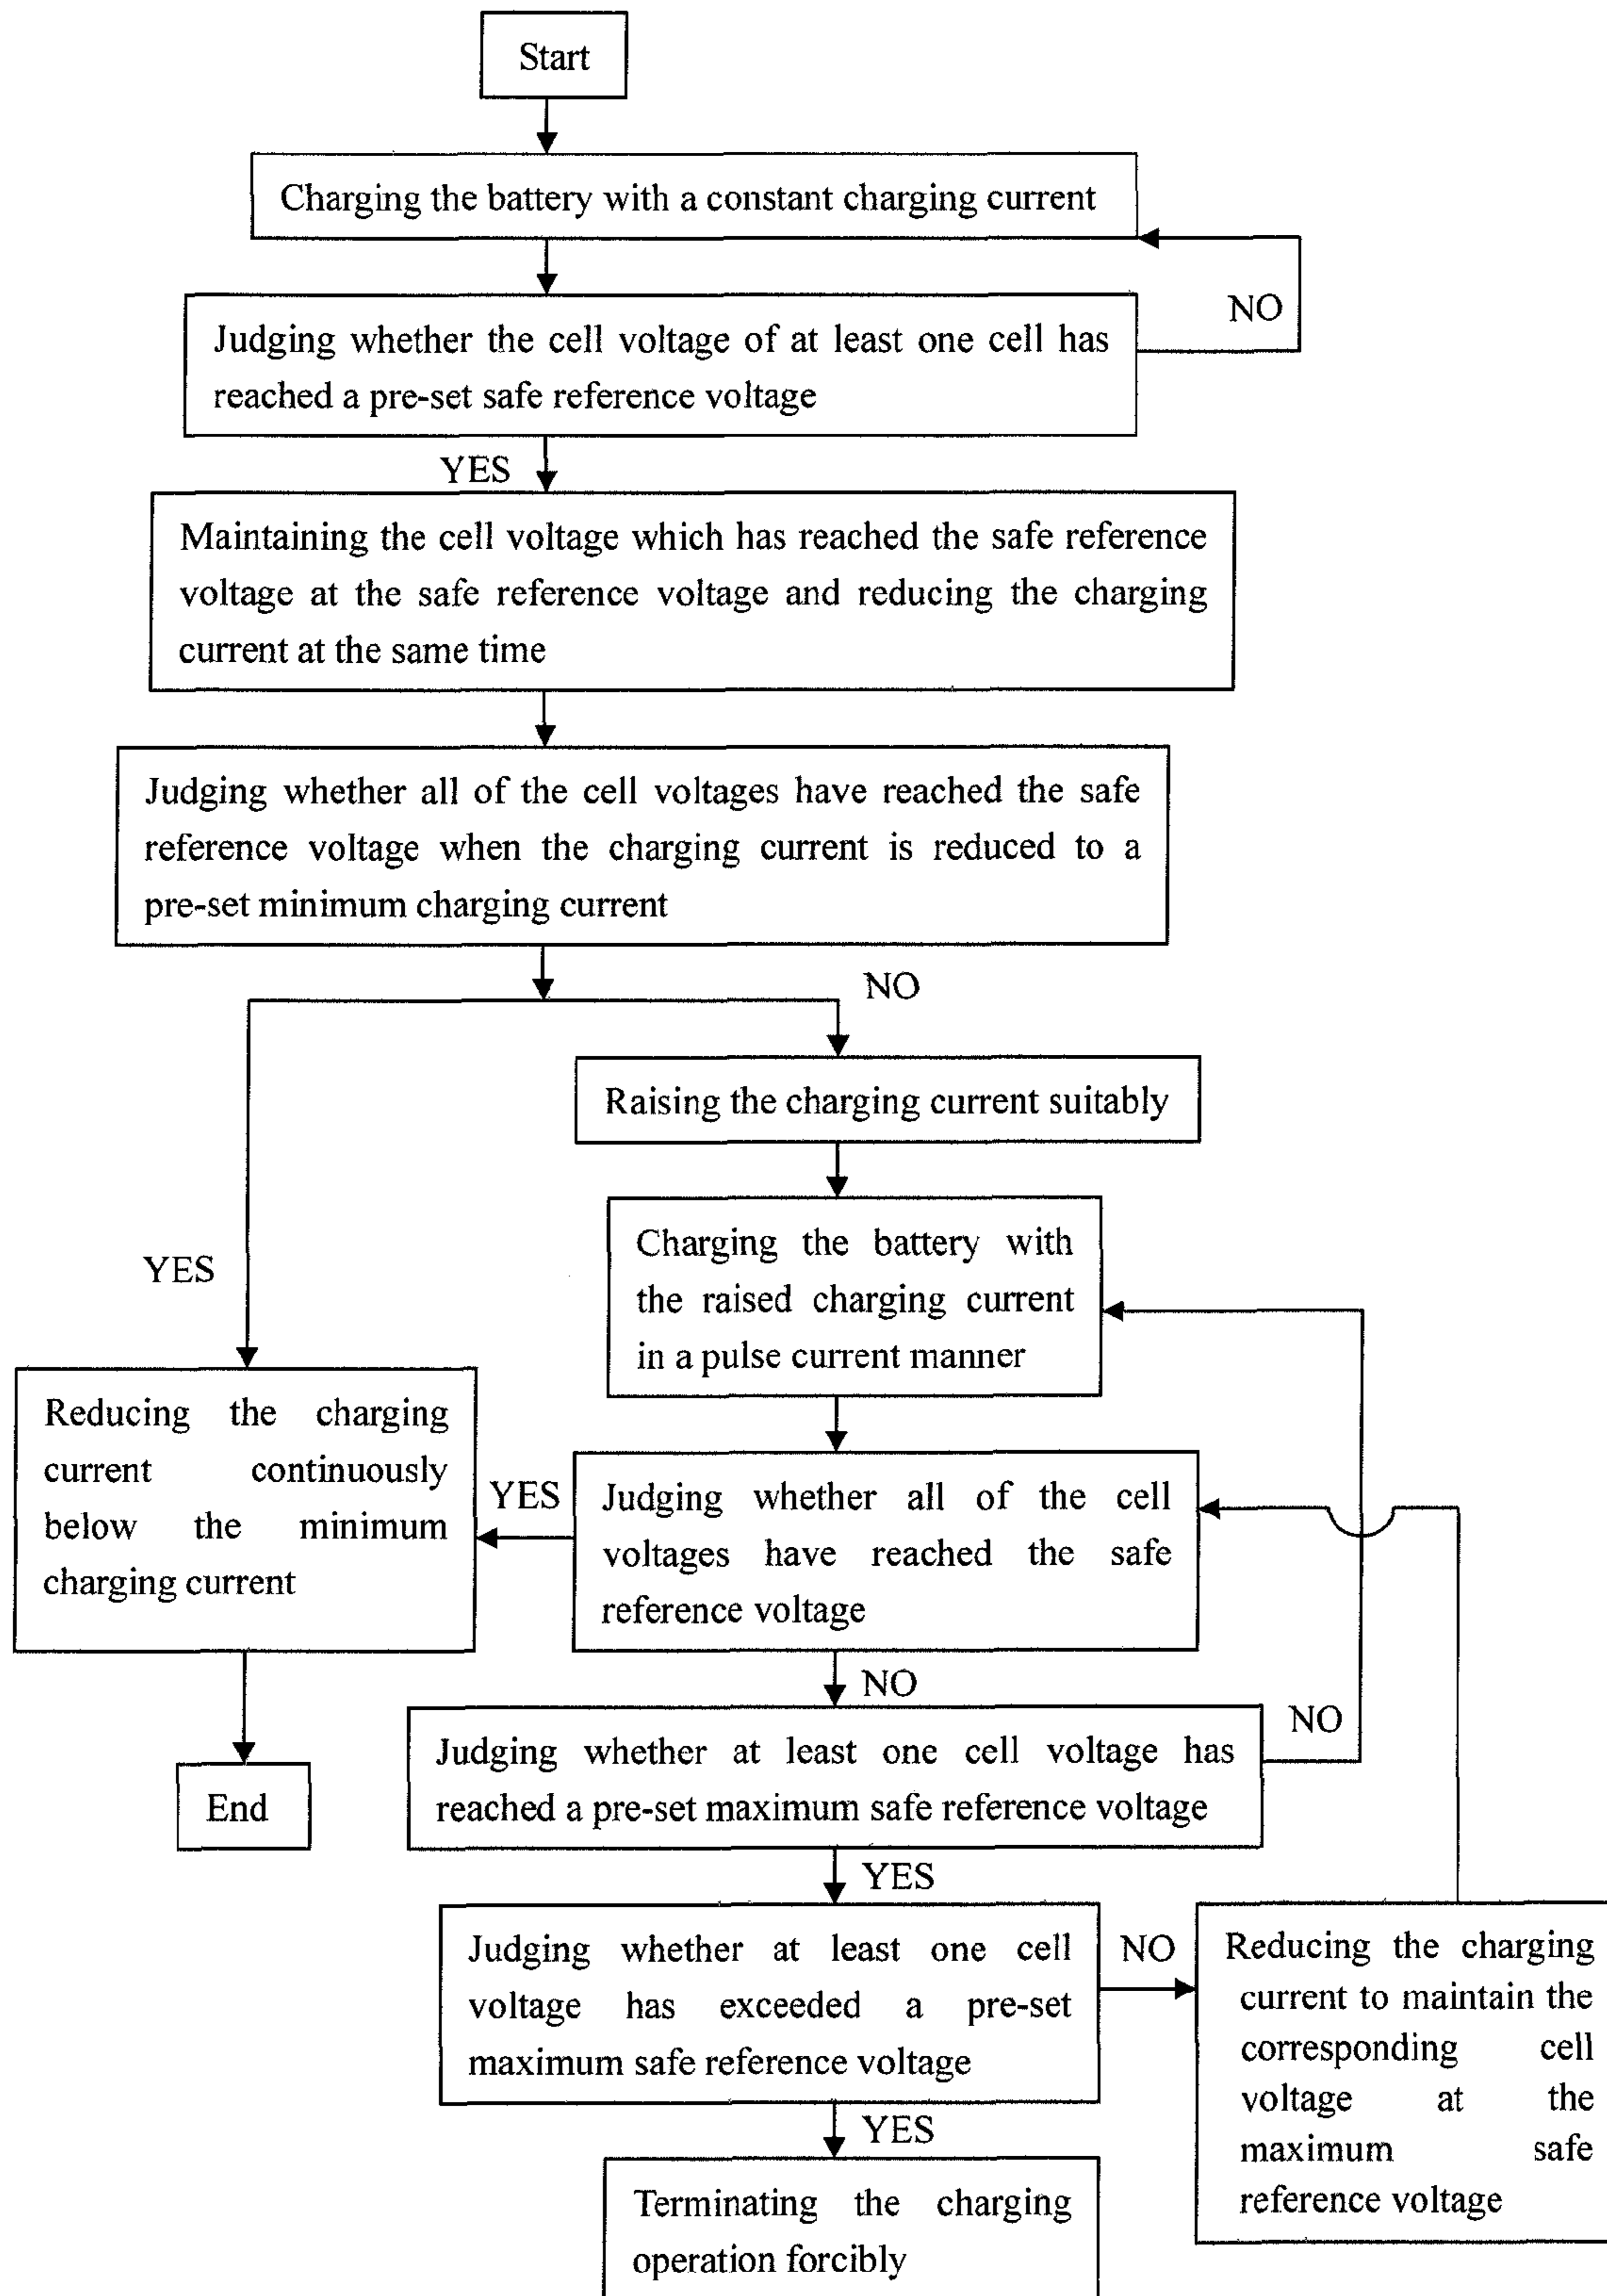 Start
Charging the battery with a constant charging current
NO
Judging whether the cell voltage of at least one cell has
reached a pre-set safe reference voltage
YES
Maintaining the cell voltage which has reached the safe reference
voltage at the safe reference voltage and reducing the charging
current at the same time
Judging whether all of the cell voltages have reached the safe
reference voltage when the charging current is reduced to a
pre-set minimum charging current
NO
Raising the charging current suitably
YES
Charging the battery with
the raised charging current
in a pulse current manner
Reducing the charging
current continuously
below the minimum
charging current
YES
Judging whether all of the cell
voltages have reached the safe
reference voltage
NO
NO
Judging whether at least one cell voltage has
reached a pre-set maximum safe reference voltage
End
YES
Judging whether at least one cell
voltage has exceeded a pre-set
maximum safe reference voltage
NO
Reducing the charging
current to maintain the
corresponding cell
voltage at the
maximum safe
reference voltage
YES
Terminating the charging
operation forcibly